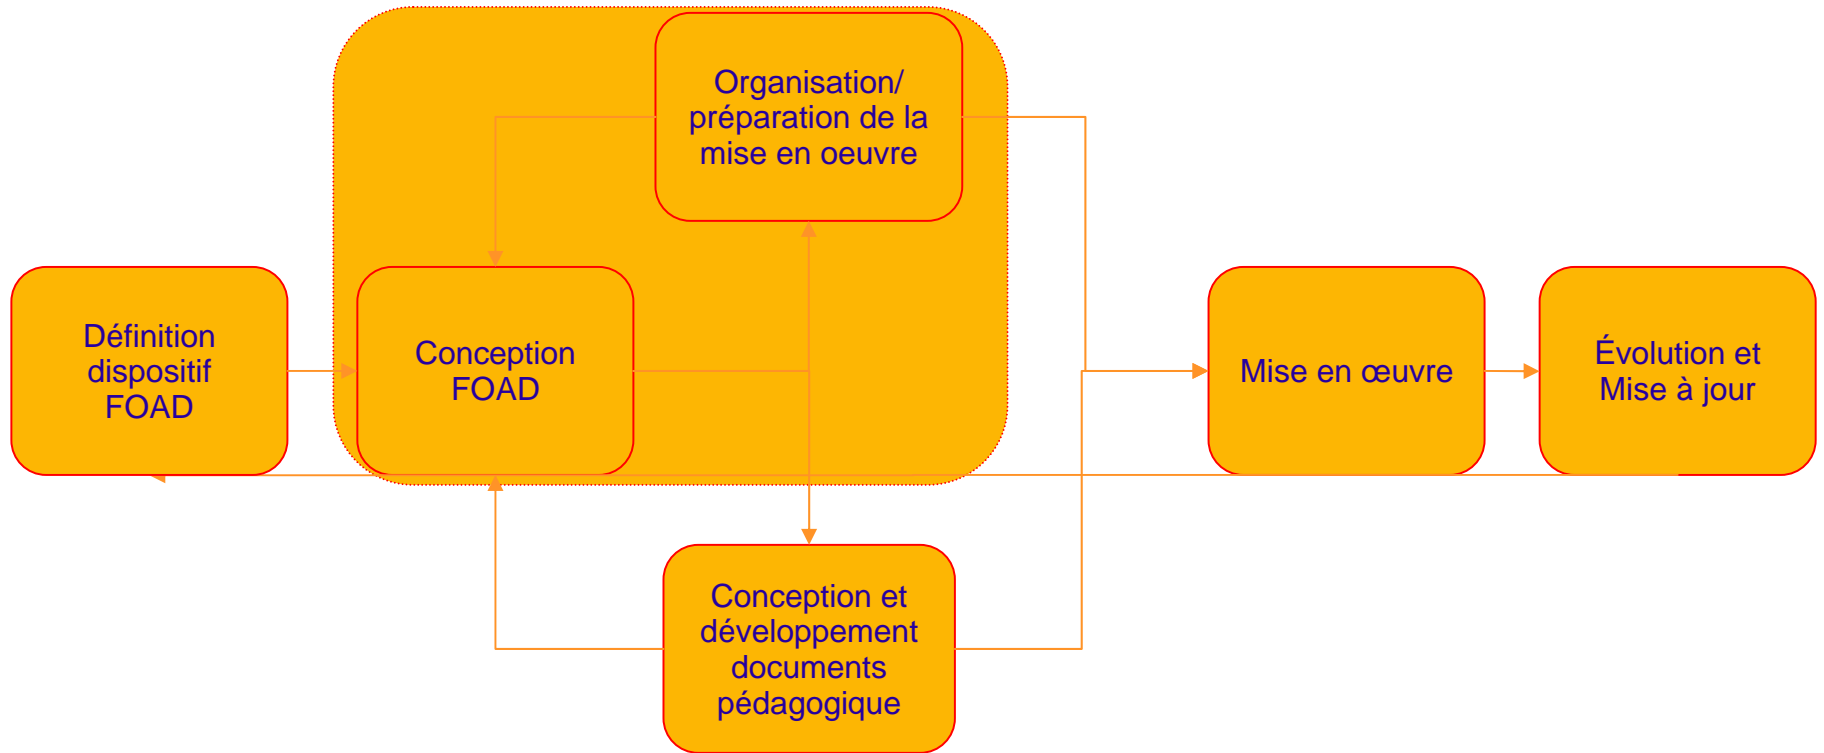 Organisation/
préparation de la
mise en oeuvre
Définition
dispositif
FOAD
Conception
FOAD
Mise en œuvre
Évolution et
Mise à jour
Conception et
développement
documents
pédagogique